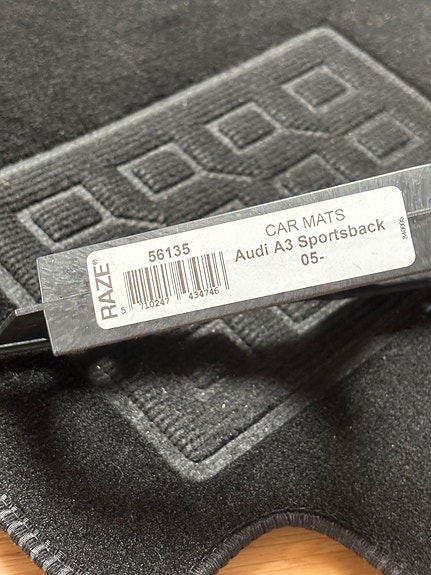 RAZE®
56135
5 710247 434746
CAR MATS
Audi A3 Sportsback
05-